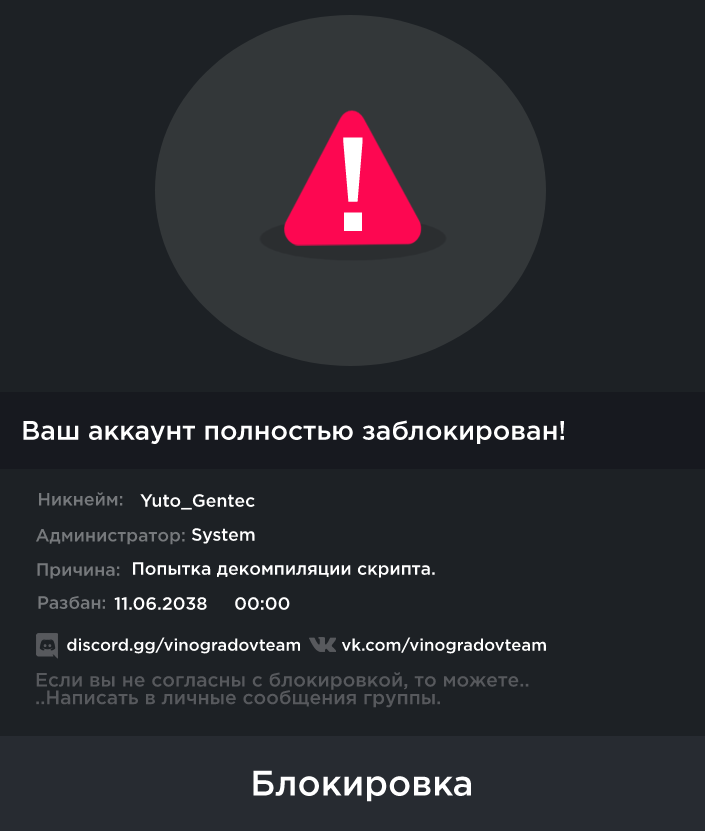 !
Ваш аккаунт полностью заблокирован!
Никнейм: Yuto_Gentec
Администратор: System
Причина: Попытка декомпиляции скрипта.
Разбан: 11.06.2038 00:00
discord.gg/vinogradovteam vk.com/vinogradovteam
Если вы не согласны с блокировкой, то можете..
..Написать в личные сообщения группы.
Блокировка